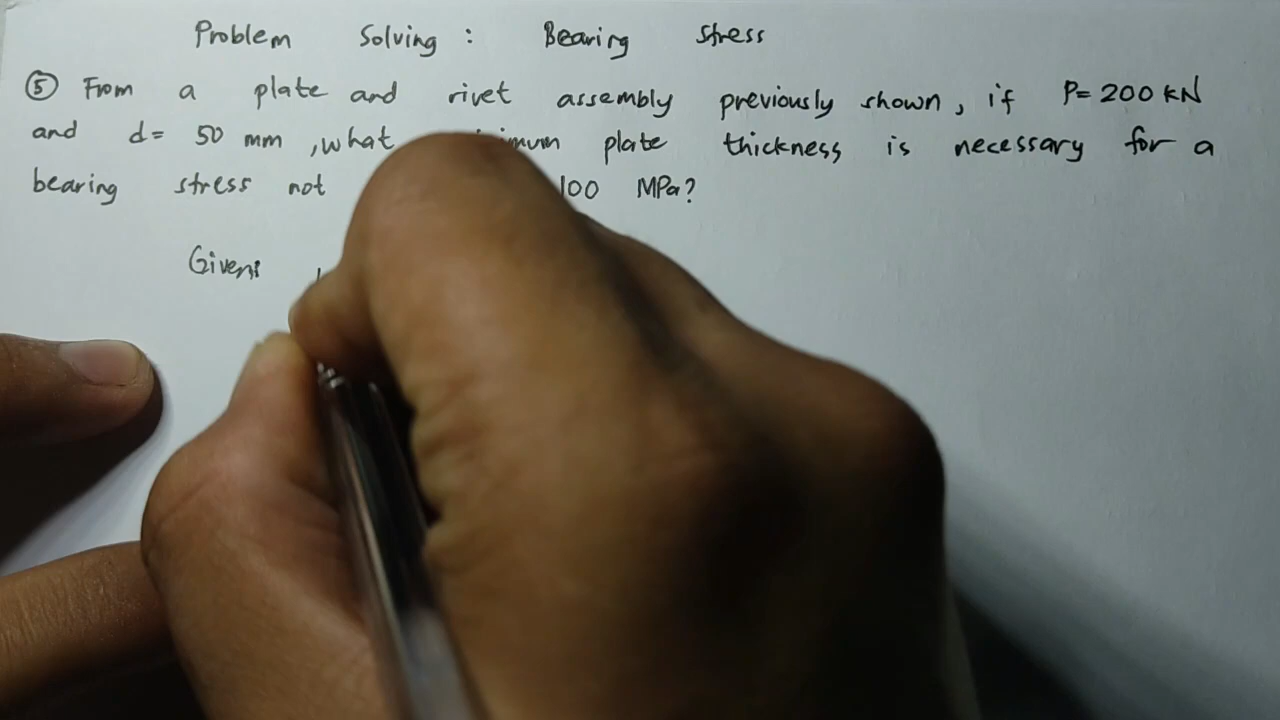 Problem Solving : Bearing stress
⑤ From a plate and rivet assembly previously shown, if P= 200 kN
and d= 50 mm, what plate thickness is necessary for a
bearing stress not 100 MPa?
Given: